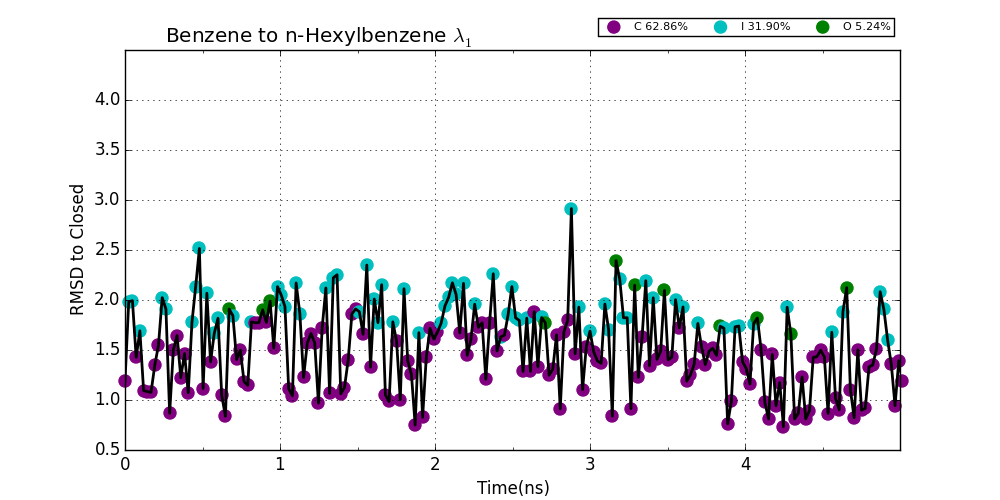 Benzene to n-Hexylbenzene λ₁
C 62.86% I 31.90% O 5.24%
RMSD to Closed
4.0
3.5
3.0
2.5
2.0
1.5
1.0
0.5
0 1 2 3 4
Time(ns)